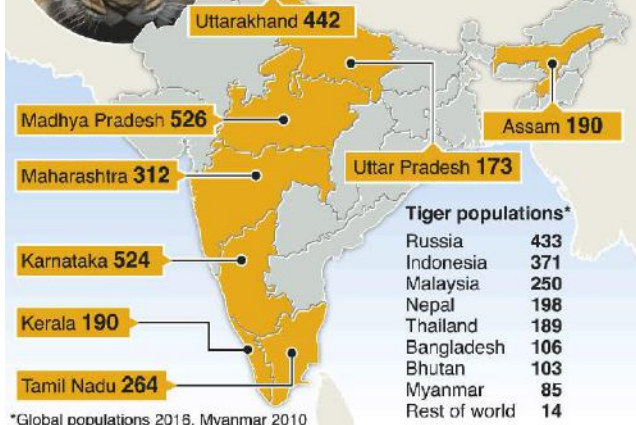 Uttarakhand 442
Madhya Pradesh 526
Assam 190
Maharashtra 312
Uttar Pradesh 173
Karnataka 524
Kerala 190
Tamil Nadu 264
Tiger populations*
Russia 433
Indonesia 371
Malaysia 250
Nepal 198
Thailand 189
Bangladesh 106
Bhutan 103
Myanmar 85
Rest of world 14
*Global populations 2016, Myanmar 2010